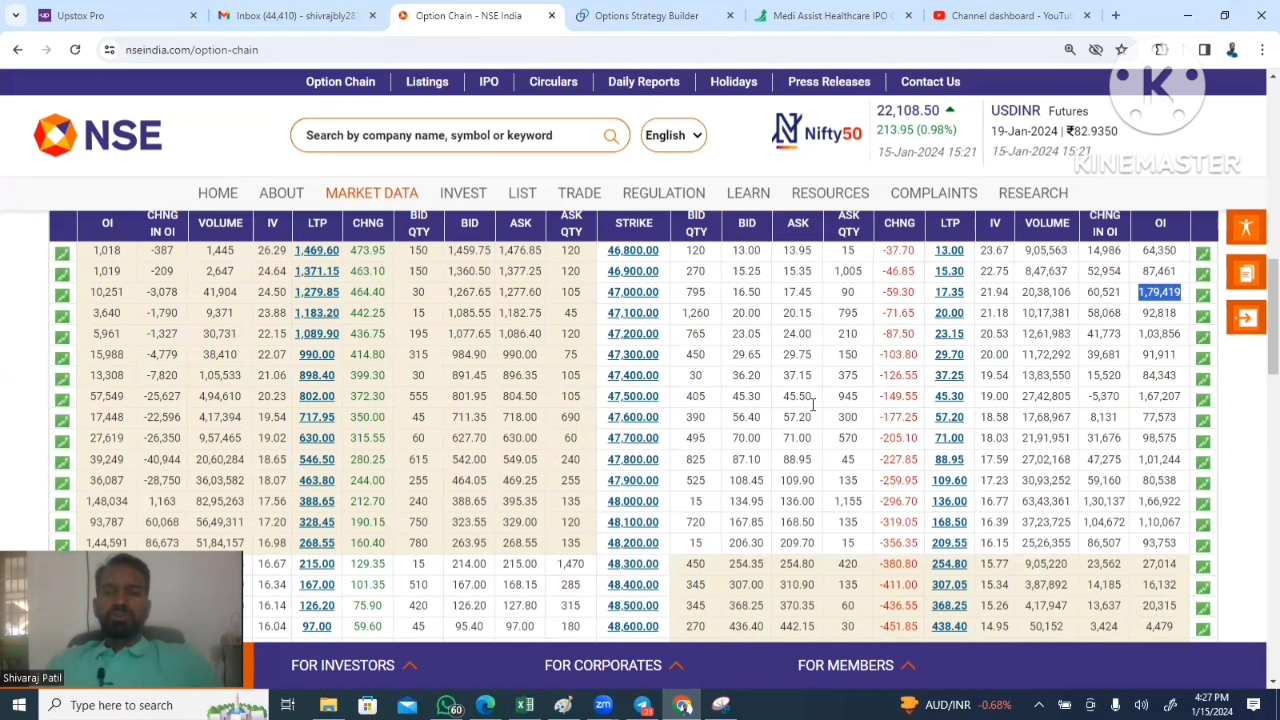 Upstox Pro
Inbox (44,410) - shivarajbly28
Option Chain - NSE India
Options Strategy Builder
Medi Assist Healthcare IPO
Channel dashboard - YouTu
nseindia.com/option-chain
Option Chain Listings IPO Circulars Daily Reports Holidays Press Releases Contact Us
K
NSE
Search by company name, symbol or keyword
English
Nifty50
22,108.50
213.95 (0.98%)
15-Jan-2024 15:21
USDINR Futures
19-Jan-2024 | ₹82.9350
15-Jan-2024 15:21
KINEMASTER
HOME ABOUT MARKET DATA INVEST LIST TRADE REGULATION LEARN RESOURCES COMPLAINTS RESEARCH
OI CHNG IN OI VOLUME IV LTP CHNG BID QTY BID ASK ASK QTY STRIKE BID QTY BID ASK ASK QTY CHNG LTP IV VOLUME CHNG IN OI OI
1,018 -387 1,445 26.29 1,469.60 473.95 150 1,459.75 1,476.85 120 46,800.00 120 13.00 13.95 15 -37.70 13.00 23.67 9,05,563 14,986 64,350
1,019 -209 2,647 24.64 1,371.15 463.10 150 1,360.50 1,377.25 120 46,900.00 270 15.25 15.35 1,005 -46.85 15.30 22.75 8,47,637 52,954 87,461
10,251 -3,078 41,904 24.50 1,279.85 464.40 30 1,267.65 1,277.60 105 47,000.00 795 16.50 17.45 90 -59.30 17.35 21.94 20,38,106 60,521 1,79,419
3,640 -1,790 9,371 23.88 1,183.20 442.25 15 1,085.55 1,182.75 45 47,100.00 1,260 20.00 20.15 795 -71.65 20.00 21.18 10,17,381 58,068 92,818
5,961 -1,327 30,731 22.15 1,089.90 436.75 195 1,077.65 1,086.40 120 47,200.00 765 23.05 24.00 210 -87.50 23.15 20.53 12,61,983 41,773 1,03,856
15,988 -4,779 38,410 22.07 990.00 414.80 315 984.90 990.00 75 47,300.00 450 29.65 29.75 150 -103.80 29.70 20.00 11,72,292 39,681 91,911
13,308 -7,820 1,05,533 21.06 898.40 399.30 30 891.45 896.35 105 47,400.00 30 36.20 37.15 375 -126.55 37.25 19.54 13,83,550 15,520 84,343
57,549 -25,627 4,94,610 20.23 802.00 372.30 555 801.95 804.50 105 47,500.00 405 45.30 45.50 945 -149.55 45.30 19.00 27,42,805 -5,370 1,67,207
17,448 -22,596 4,17,394 19.54 717.95 350.00 45 711.35 718.00 690 47,600.00 390 56.40 57.20 300 -177.25 57.20 18.58 17,68,967 8,131 77,573
27,619 -26,350 9,57,465 19.02 630.00 315.55 60 627.70 630.00 60 47,700.00 495 70.00 71.00 570 -205.10 71.00 18.03 21,91,951 31,676 98,575
39,249 -40,944 20,60,284 18.65 546.50 280.25 615 542.00 549.05 240 47,800.00 825 87.10 88.95 45 -227.85 88.95 17.59 27,02,168 47,275 1,01,244
36,087 -28,750 36,03,582 18.07 463.80 244.00 255 464.05 469.25 255 47,900.00 525 108.45 109.90 135 -259.95 109.60 17.23 30,93,252 59,160 80,538
1,48,034 1,163 82,95,263 17.56 388.65 212.70 240 388.65 395.35 135 48,000.00 15 134.95 136.00 1,155 -296.70 136.00 16.77 63,43,361 1,30,137 1,66,922
93,787 60,068 56,49,311 17.20 328.45 190.15 750 323.55 329.00 120 48,100.00 720 167.85 168.50 135 -319.05 168.50 16.39 37,23,725 1,04,672 1,10,067
1,44,591 86,673 51,84,157 16.98 268.55 160.40 780 263.95 268.55 135 48,200.00 15 206.30 209.70 15 -356.35 209.55 16.15 25,26,355 86,507 93,753
16.67 215.00 129.35 15 214.00 215.00 1,470 48,300.00 450 254.35 254.80 420 -380.80 254.80 15.77 9,05,220 23,562 27,014
16.34 167.00 101.35 510 167.00 168.15 285 48,400.00 345 307.00 310.90 135 -411.00 307.05 15.34 3,87,892 14,185 16,132
16.14 126.20 75.90 420 126.20 127.80 315 48,500.00 345 368.25 370.35 60 -436.55 368.25 15.26 4,17,947 13,637 20,315
16.04 97.00 59.60 45 95.40 97.00 180 48,600.00 270 436.40 442.15 30 -451.85 438.40 14.95 50,152 3,424 4,479
FOR INVESTORS FOR CORPORATES FOR MEMBERS
Shivaraj Patil
Type here to search
60
AUD/INR -0.68%
4:27 PM
1/15/2024